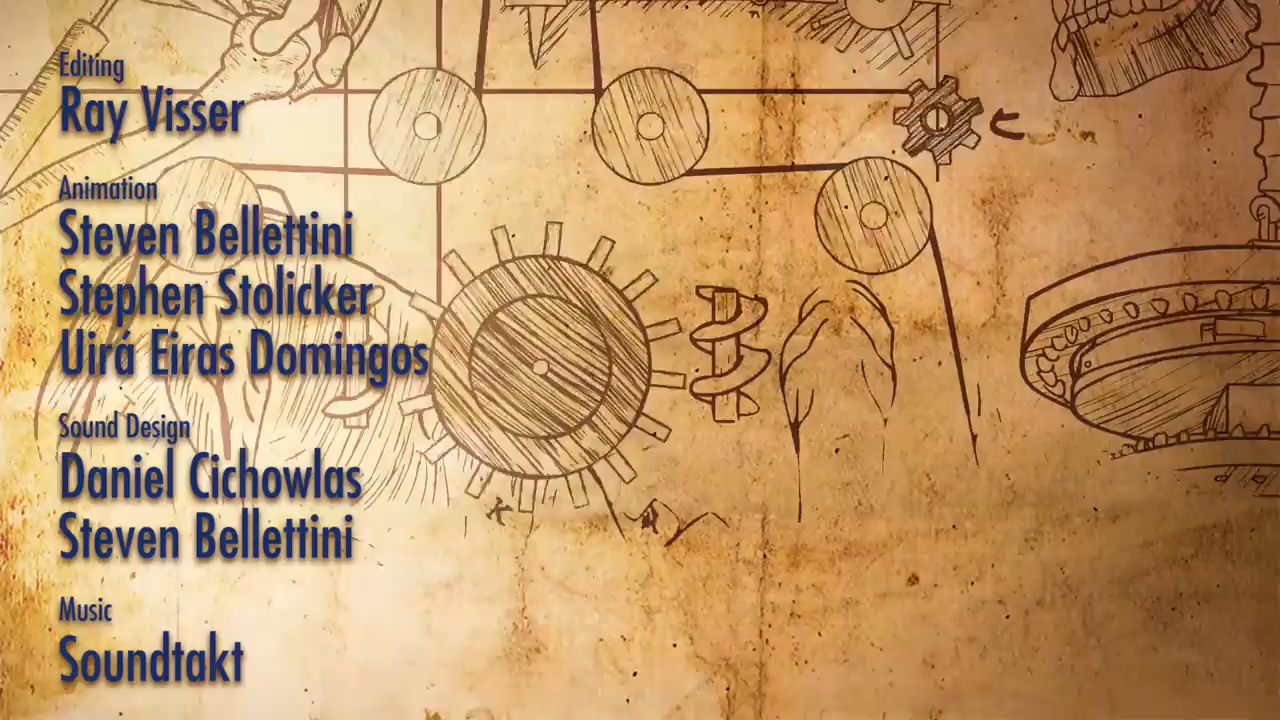 Editing
Ray Visser
Animation
Steven Bellettini
Stephen Stolicker
Uirá Eiras Domingos
Sound Design
Daniel Cichowlas
Steven Bellettini
Music
Soundtakt